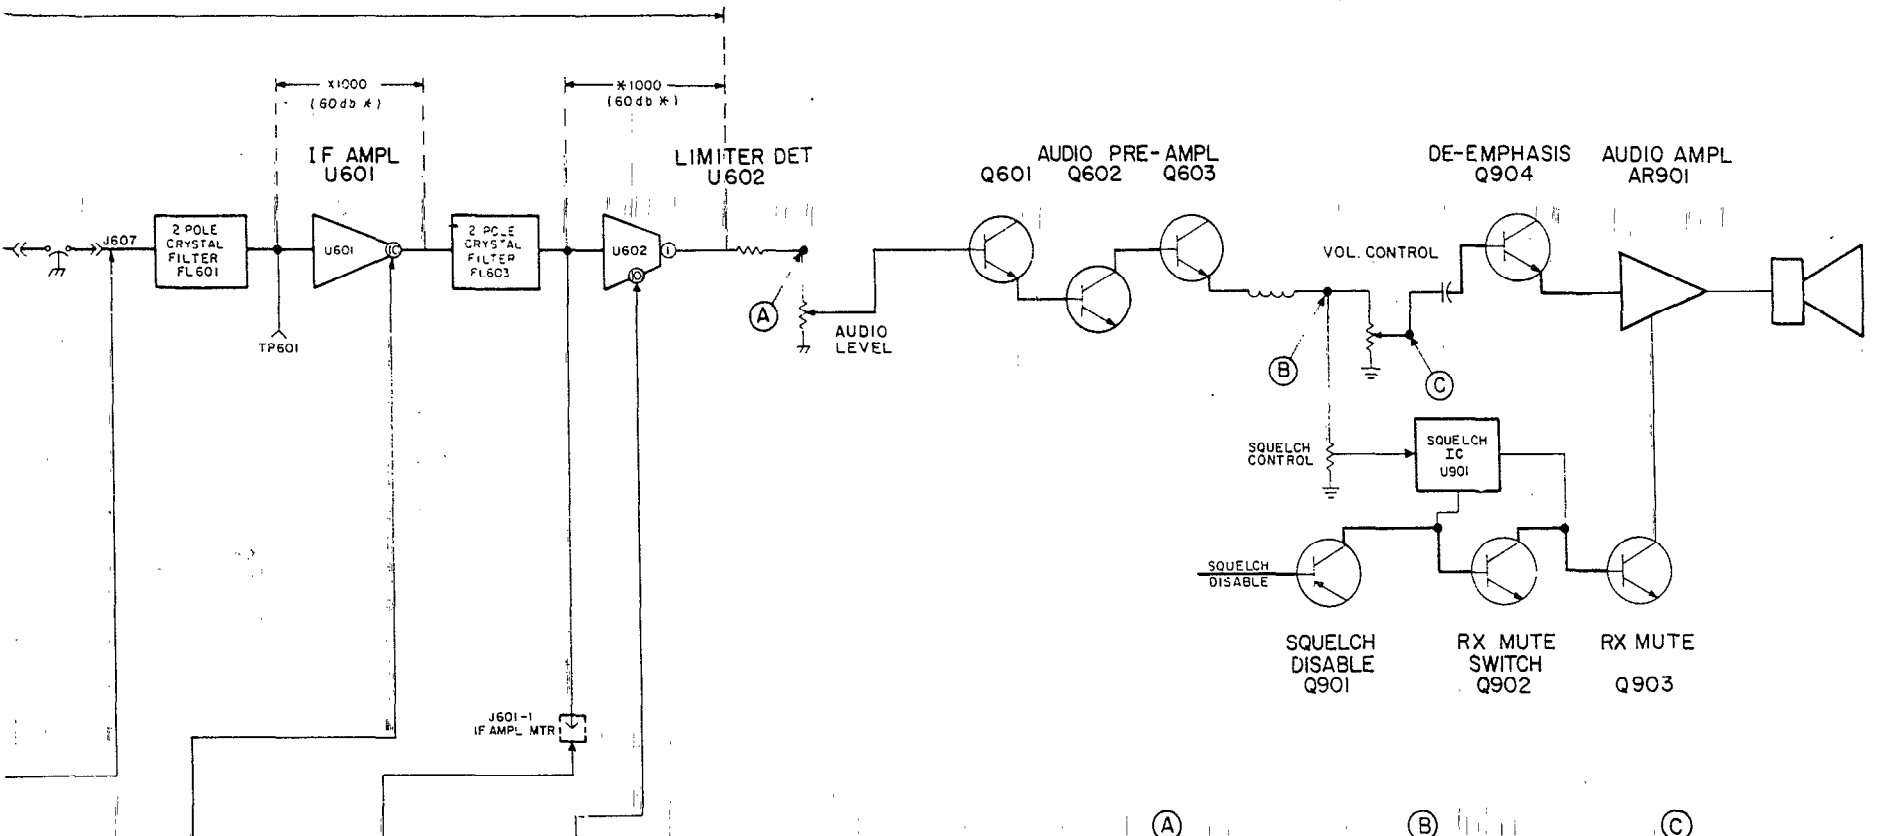 x1000
(60db *)
*1000
(60db *)
IF AMPL
U601
LIMITER DET
U602
AUDIO PRE-AMPL
Q601 Q602 Q603
DE-EMPHASIS
Q904
AUDIO AMPL
AR901
J607
2 POLE
CRYSTAL
FILTER
FL601
U601
2 POLE
CRYSTAL
FILTER
FL603
U602
1
10
VOL. CONTROL
A
AUDIO
LEVEL
TP601
B
C
SQUELCH
CONTROL
SQUELCH
IC
U901
SQUELCH
DISABLE
SQUELCH
DISABLE
Q901
RX MUTE
SWITCH
Q902
RX MUTE
Q903
J601-1
IF AMPL MTR
A
B
C